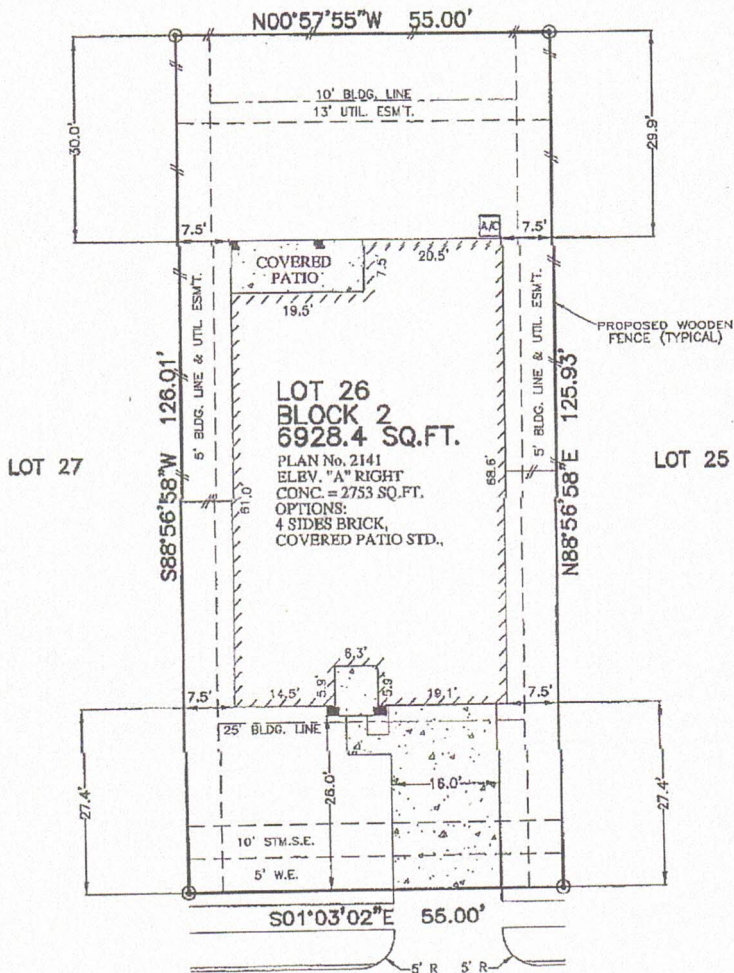 N00°57'55"W 55.00'
10' BLDG. LINE
13' UTIL. ESM'T.
30.0'
29.9'
7.5'
A/C
7.5'
COVERED
PATIO
7.5'
20.5'
19.5'
5' BLDG. LINE & UTIL. ESM'T.
5' BLDG. LINE & UTIL. ESM'T.
PROPOSED WOODEN
FENCE (TYPICAL)
S88°56'58"W 126.01'
N88°56'58"E 125.93'
LOT 27
LOT 25
LOT 26
BLOCK 2
6928.4 SQ.FT.
PLAN No. 2141
ELEV. "A" RIGHT
CONC. = 2753 SQ.FT.
OPTIONS:
4 SIDES BRICK,
COVERED PATIO STD.,
61.0'
68.6'
6.3'
5.9'
5.9'
7.5'
14.5'
19.1'
7.5'
25' BLDG. LINE
27.4'
26.0'
16.0'
27.4'
10' STM.S.E.
5' W.E.
S01°03'02"E 55.00'
5' R
5' R